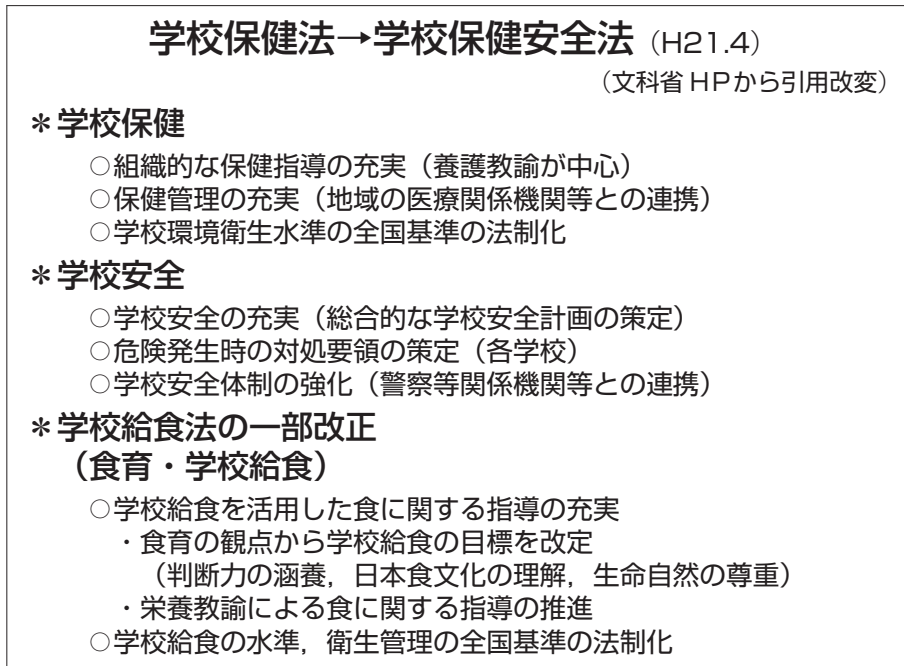 学校保健法→学校保健安全法（H21.4）
（文科省ＨＰから引用改変）
＊学校保健
○組織的な保健指導の充実（養護教諭が中心）
○保健管理の充実（地域の医療関係機関等との連携）
○学校環境衛生水準の全国基準の法制化
＊学校安全
○学校安全の充実（総合的な学校安全計画の策定）
○危険発生時の対処要領の策定（各学校）
○学校安全体制の強化（警察等関係機関等との連携）
＊学校給食法の一部改正
（食育・学校給食）
○学校給食を活用した食に関する指導の充実
・食育の観点から学校給食の目標を改定
（判断力の涵養，日本食文化の理解，生命自然の尊重）
・栄養教諭による食に関する指導の推進
○学校給食の水準，衛生管理の全国基準の法制化